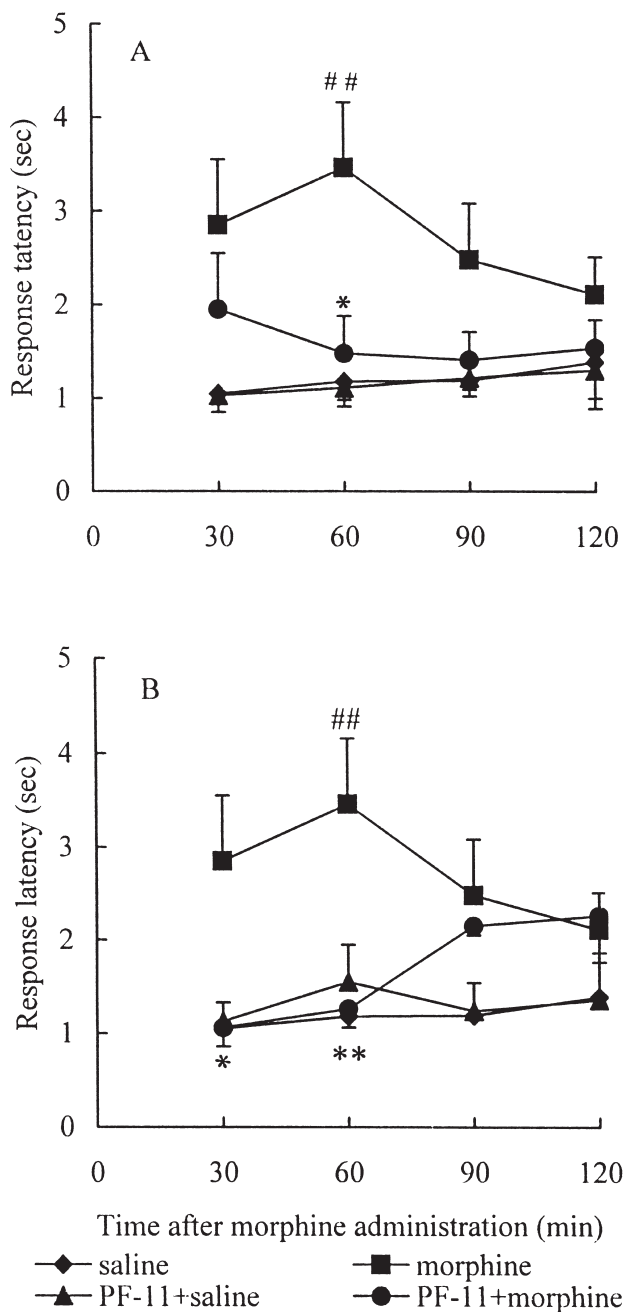 5
A
# #
4
3
2
*
1
0
Response tatency (sec)
0 30 60 90 120
5
B
##
4
3
2
1
* **
0
Response latency (sec)
0 30 60 90 120
Time after morphine administration (min)
saline morphine
PF-11+saline PF-11+morphine